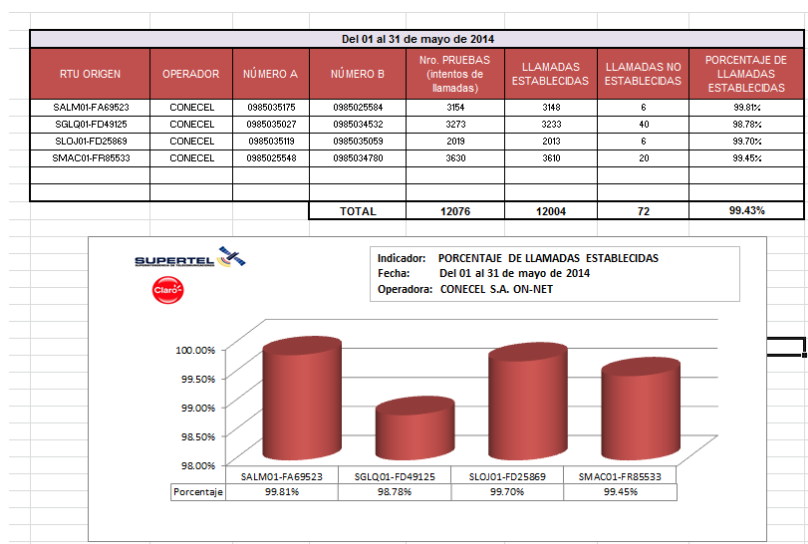 Del 01 al 31 de mayo de 2014
RTU ORIGEN OPERADOR NÚMERO A NÚMERO B Nro. PRUEBAS (intentos de llamadas) LLAMADAS ESTABLECIDAS LLAMADAS NO ESTABLECIDAS PORCENTAJE DE LLAMADAS ESTABLECIDAS
SALM01-FA69523 CONECEL 0985035175 0985025584 3154 3148 6 99.81%
SGLQ01-FD49125 CONECEL 0985035027 0985034532 3273 3233 40 98.78%
SLOJ01-FD25869 CONECEL 0985035119 0985035059 2019 2013 6 99.70%
SMAC01-FR85533 CONECEL 0985025548 0985034780 3630 3610 20 99.45%
TOTAL 12076 12004 72 99.43%
SUPERTEL
Claro
Indicador: PORCENTAJE DE LLAMADAS ESTABLECIDAS
Fecha: Del 01 al 31 de mayo de 2014
Operadora: CONECEL S.A. ON-NET
100.00%
99.50%
99.00%
98.50%
98.00%
SALM01-FA69523 SGLQ01-FD49125 SLOJ01-FD25869 SMAC01-FR85533
Porcentaje 99.81% 98.78% 99.70% 99.45%